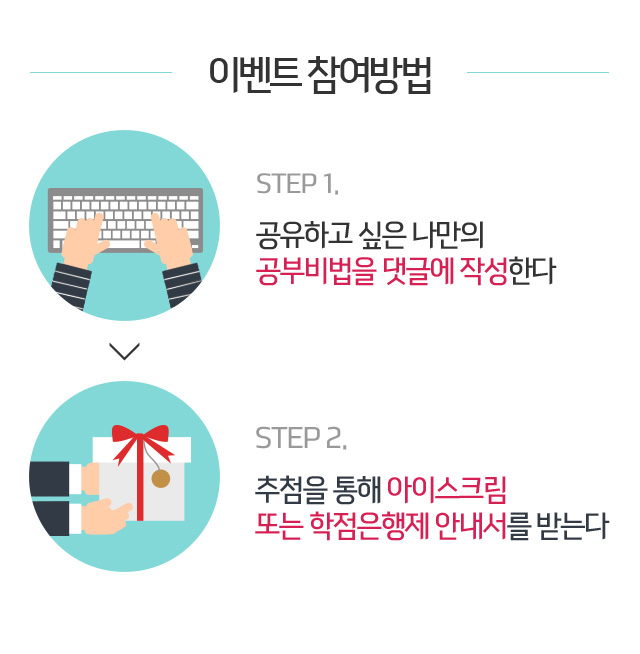 이벤트 참여방법
STEP 1.
공유하고 싶은 나만의
공부비법을 댓글에 작성한다
STEP 2.
추첨을 통해 아이스크림
또는 학점은행제 안내서를 받는다